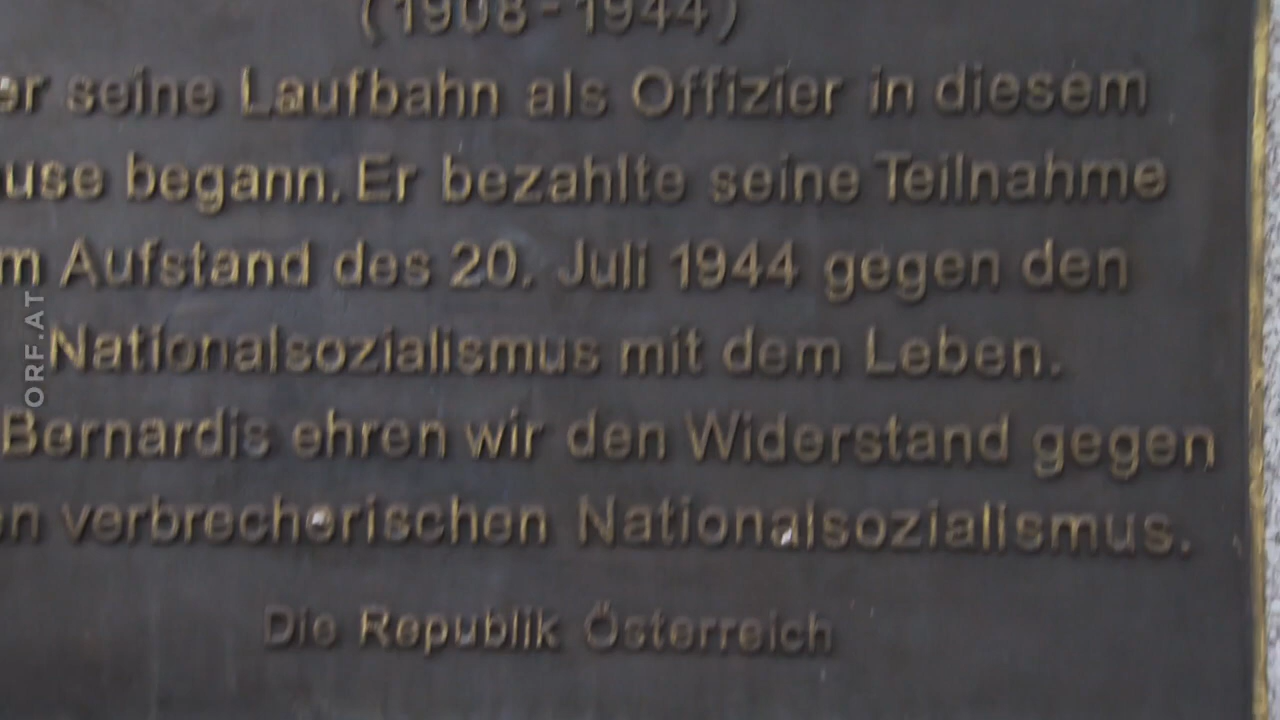 (1908-1944)
er seine Laufbahn als Offizier in diesem
use begann. Er bezahlte seine Teilnahme
m Aufstand des 20. Juli 1944 gegen den
Nationalsozialismus mit dem Leben.
Bernardis ehren wir den Widerstand gegen
en verbrecherischen Nationalsozialismus.
Die Republik Österreich
ORF.AT